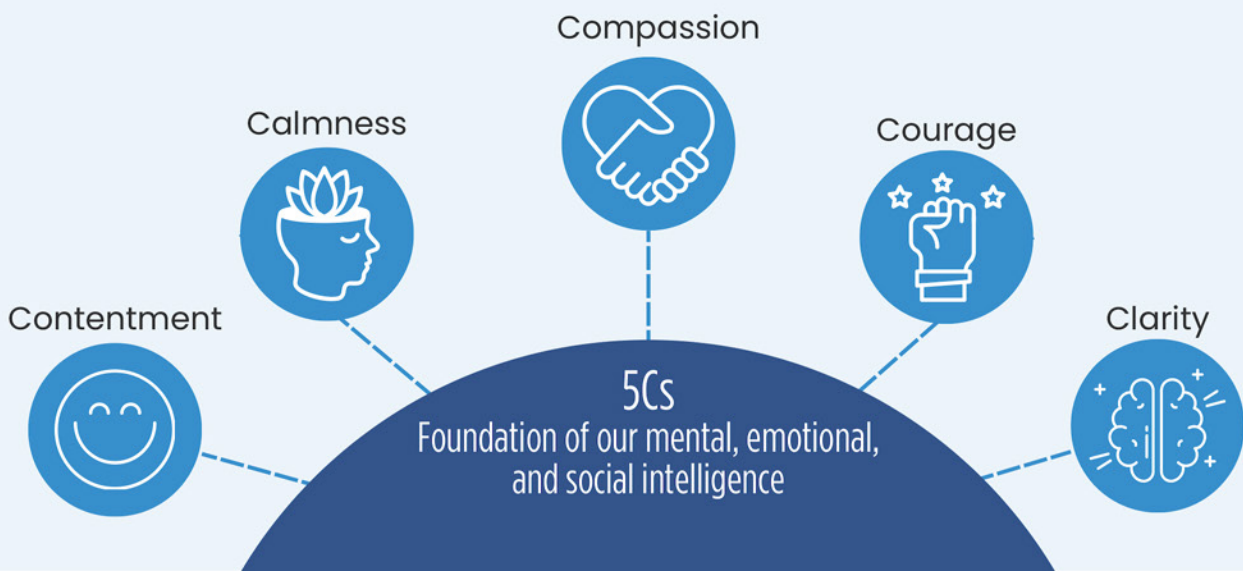 Compassion
Calmness
Courage
Contentment
Clarity
5Cs
Foundation of our mental, emotional,
and social intelligence